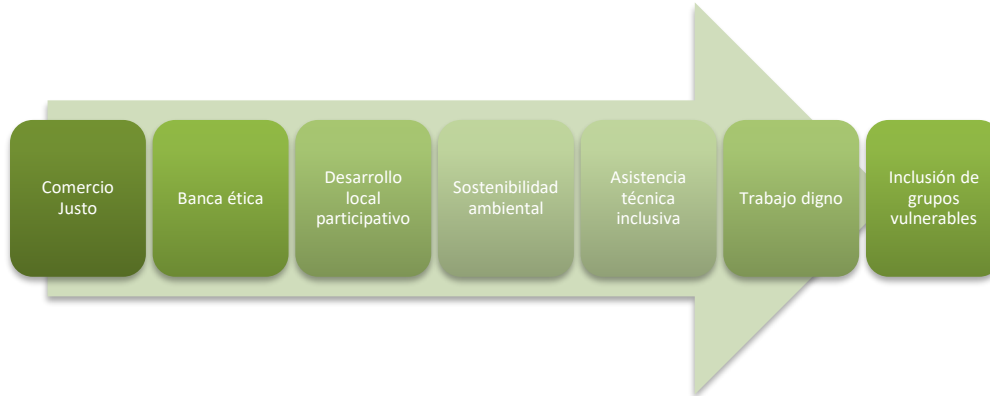 Comercio
Justo
Banca ética
Desarrollo
local
participativo
Sostenibilidad
ambiental
Asistencia
técnica
inclusiva
Trabajo digno
Inclusión de
grupos
vulnerables